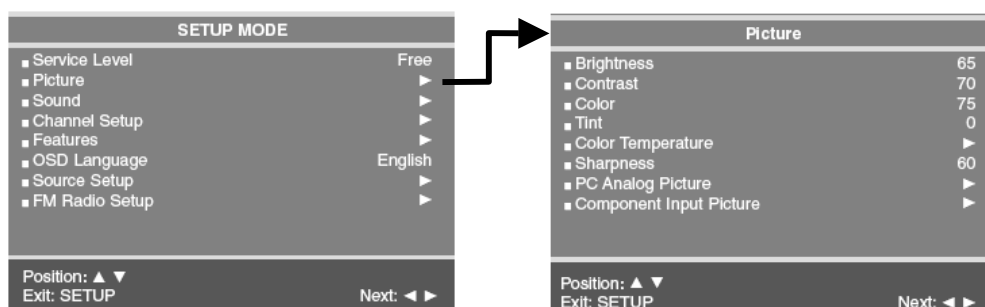 SETUP MODE
Service Level Free
Picture ►
Sound ►
Channel Setup ►
Features ►
OSD Language English
Source Setup ►
FM Radio Setup ►
Position: ▲ ▼
Exit: SETUP Next: ◄ ►
Picture
Brightness 65
Contrast 70
Color 75
Tint 0
Color Temperature ►
Sharpness 60
PC Analog Picture ►
Component Input Picture ►
Position: ▲ ▼
Exit: SETUP Next: ◄ ►